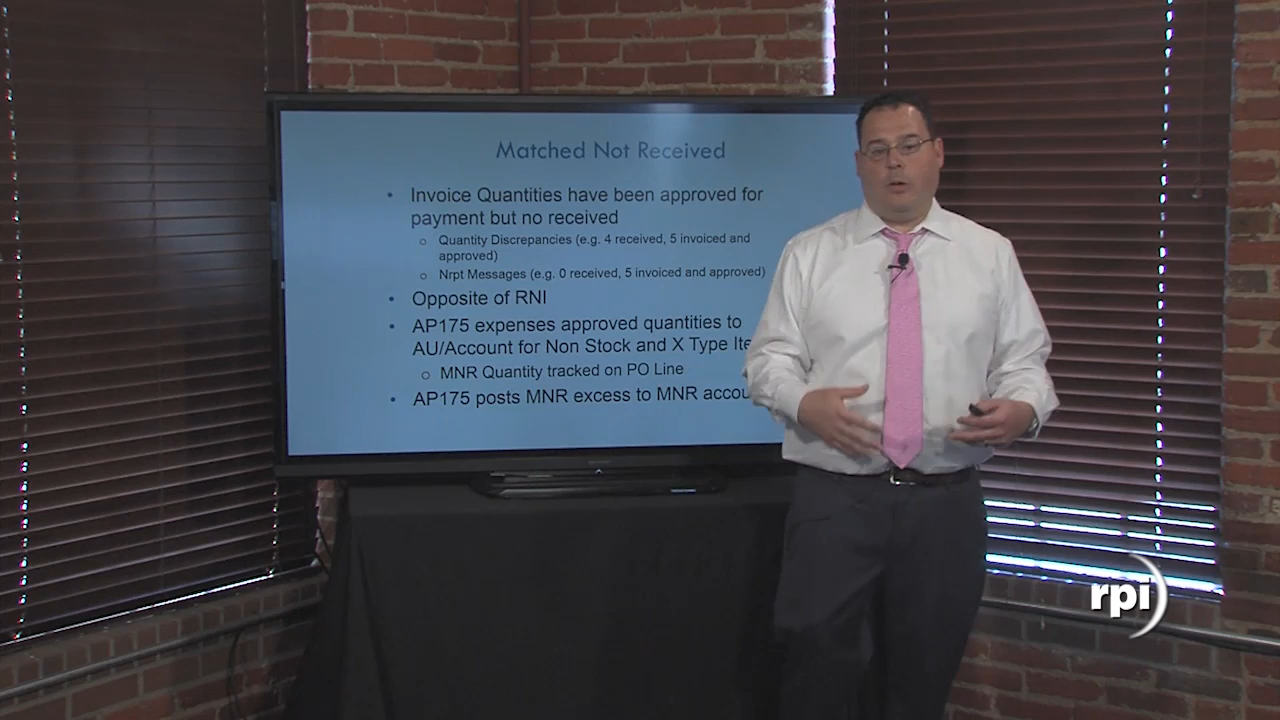 Matched Not Received
• Invoice Quantities have been approved for
payment but no received
o Quantity Discrepancies (e.g. 4 received, 5 invoiced and
approved)
o Nrpt Messages (e.g. 0 received, 5 invoiced and approved)
• Opposite of RNI
• AP175 expenses approved quantities to
AU/Account for Non Stock and X Type
o MNR Quantity tracked on PO Line
• AP175 posts MNR excess to MNR
rpi